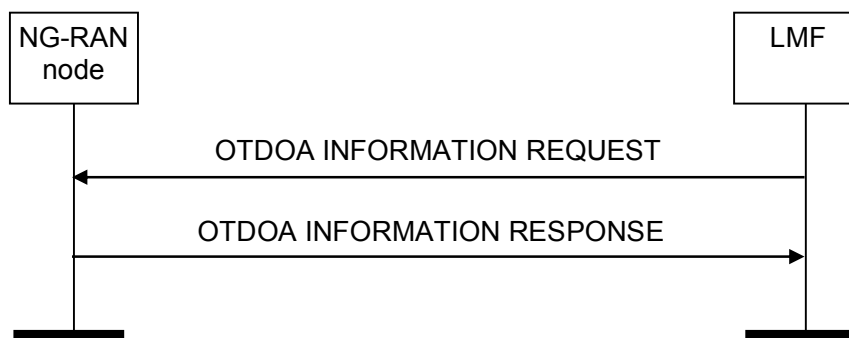 NG-RAN
node
LMF
OTDOA INFORMATION REQUEST
OTDOA INFORMATION RESPONSE